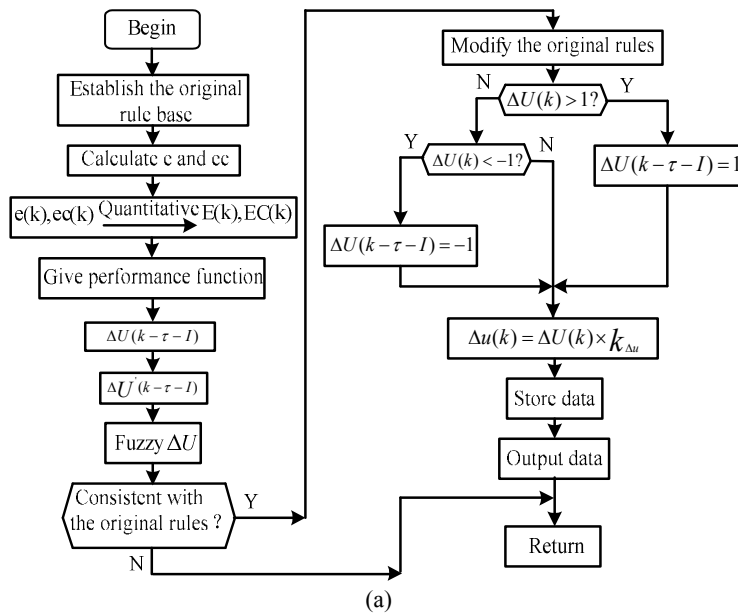 Begin
Establish the original
rule base
Calculate e and ec
e(k),ec(k) Quantitative E(k),EC(k)
Give performance function
ΔU(k−τ−I)
ΔU˙(k−τ−I)
Fuzzy ΔU
Consistent with
the original rules ?
Y
N
Modify the original rules
N
ΔU(k)>1?
Y
Y
ΔU(k)<−1?
N
ΔU(k−τ−I)=1
ΔU(k−τ−I)=−1
Δu(k)=ΔU(k)×k_Δu
Store data
Output data
Return
(a)